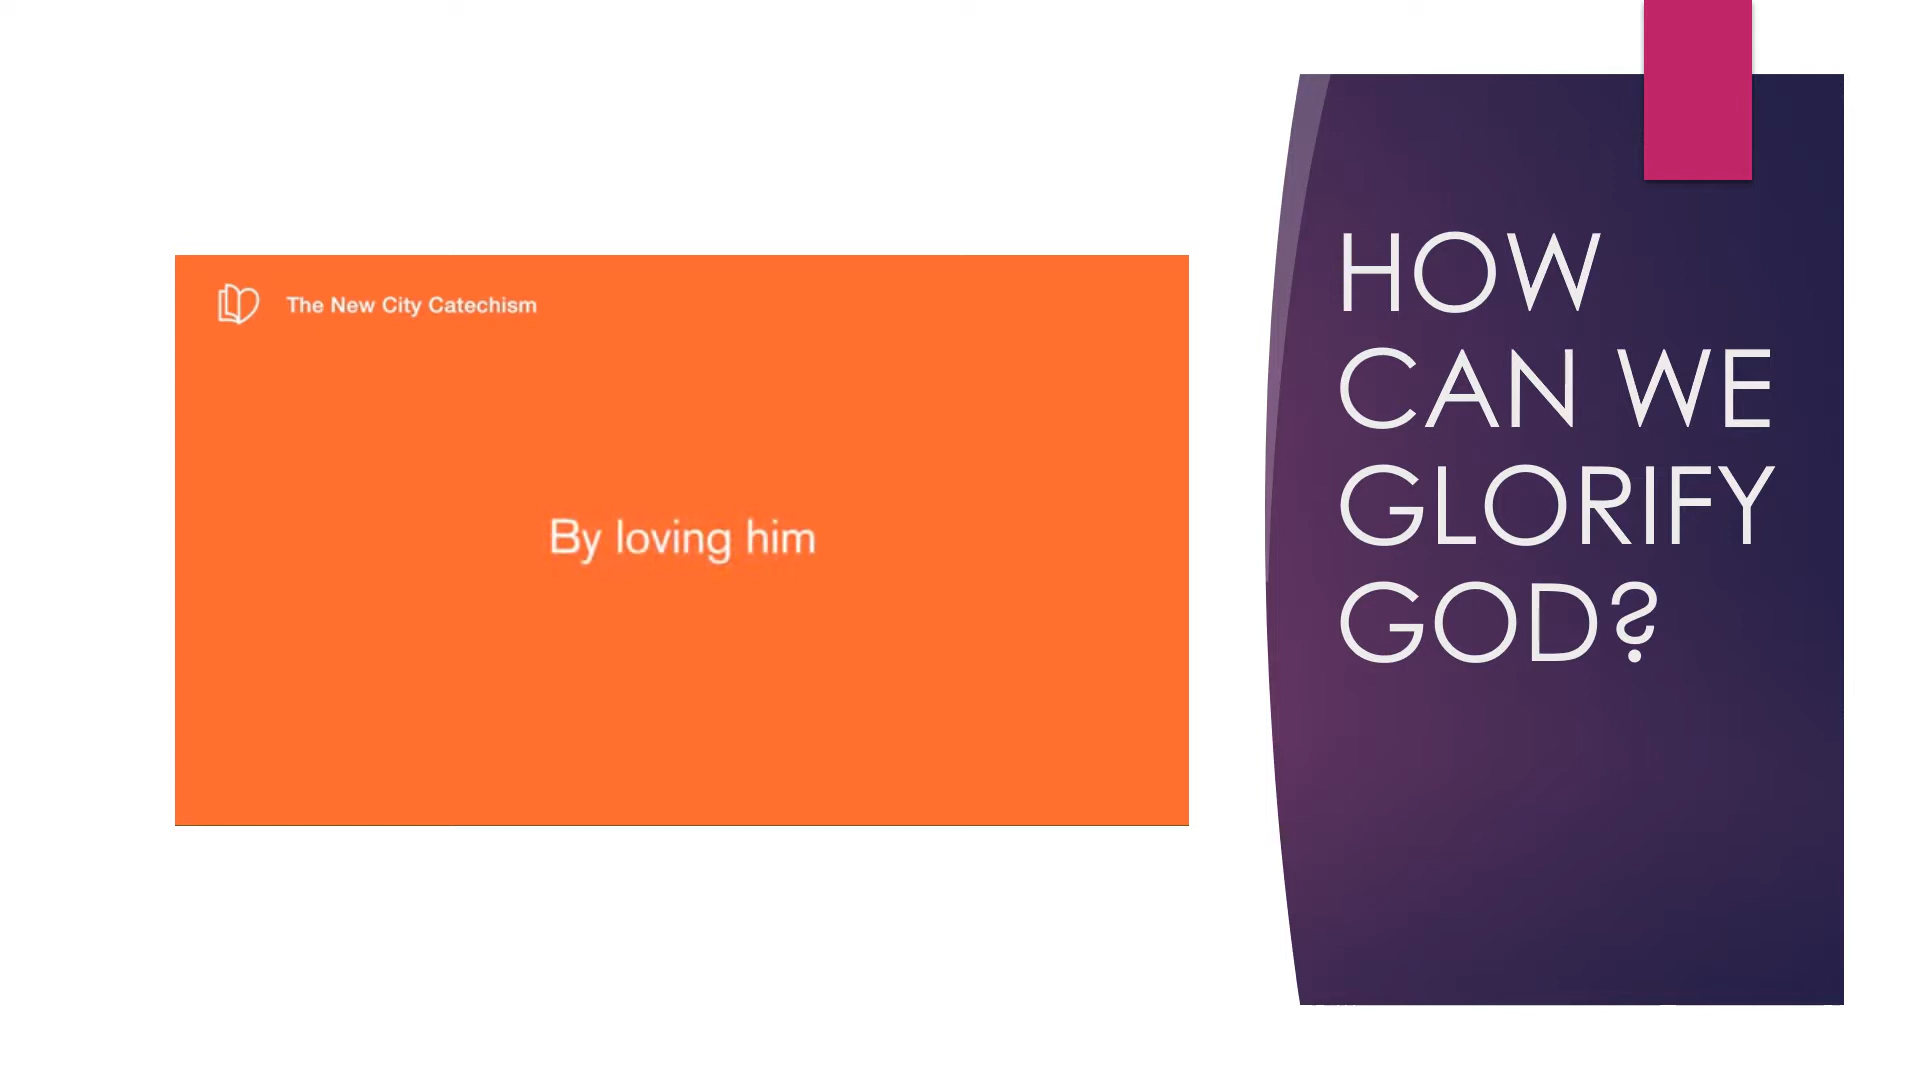 The New City Catechism
By loving him
HOW
CAN WE
GLORIFY
GOD?